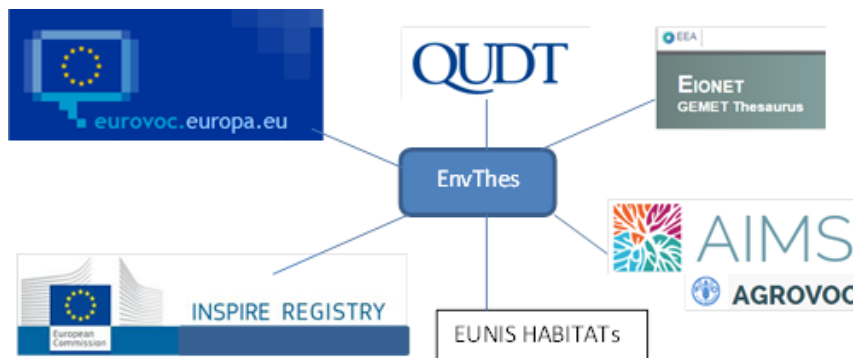 eurovoc.europa.eu
QUDT
EEA
EIONET
GEMET Thesaurus
EnvThes
AIMS
AGROVOC
European
Commission
INSPIRE REGISTRY
EUNIS HABITATs